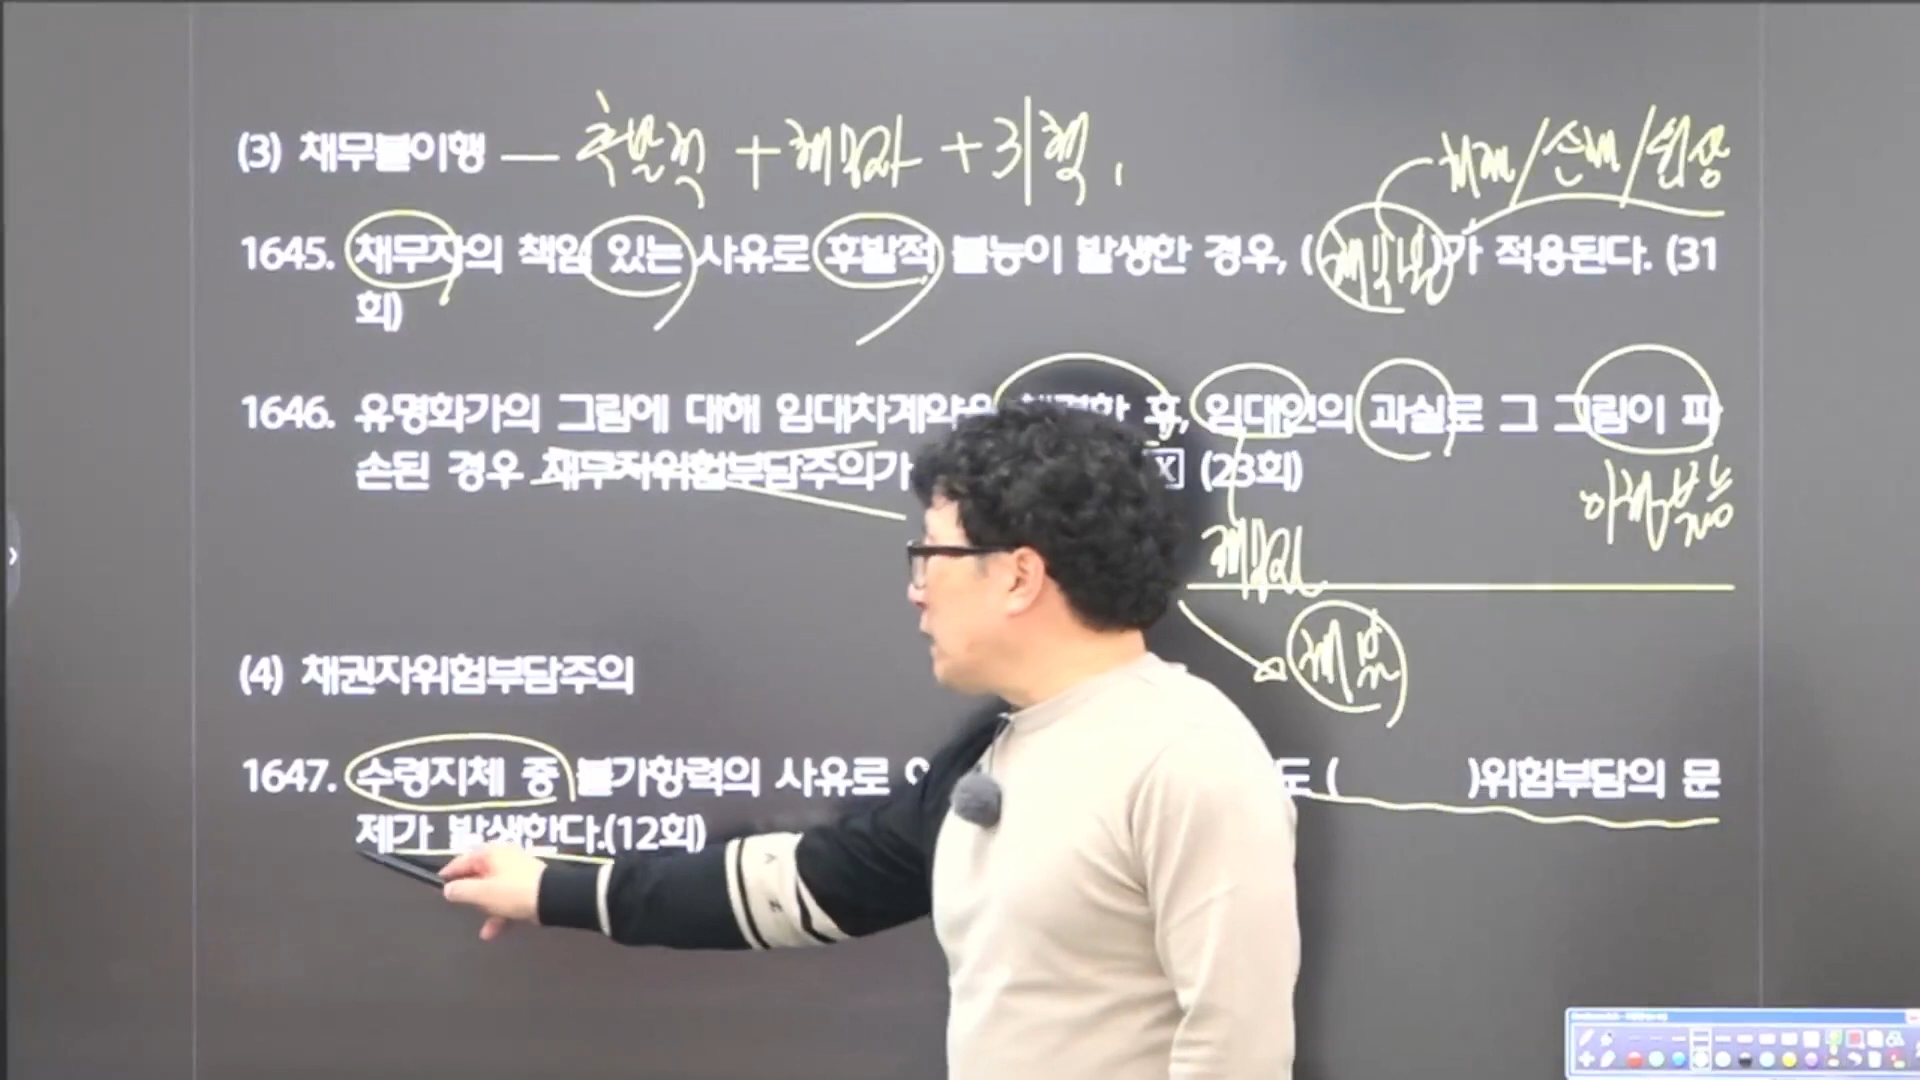 (3) 채무불이행 — 후발적 + 채무자 + 귀책.
해제/손배/원상
1645. 채무자의 책임 있는 사유로 후발적 불능이 발생한 경우, (채무불)가 적용된다. (31
회)
1646. 유명화가의 그림에 대해 임대차계약을 체결한 후, 임대인의 과실로 그 그림이 파
손된 경우 채무자위험부담주의가 X (23회)
이행불능
채무자
채불
(4) 채권자위험부담주의
1647. 수령지체 중 불가항력의 사유로 도 ( )위험부담의 문
제가 발생한다.(12회)